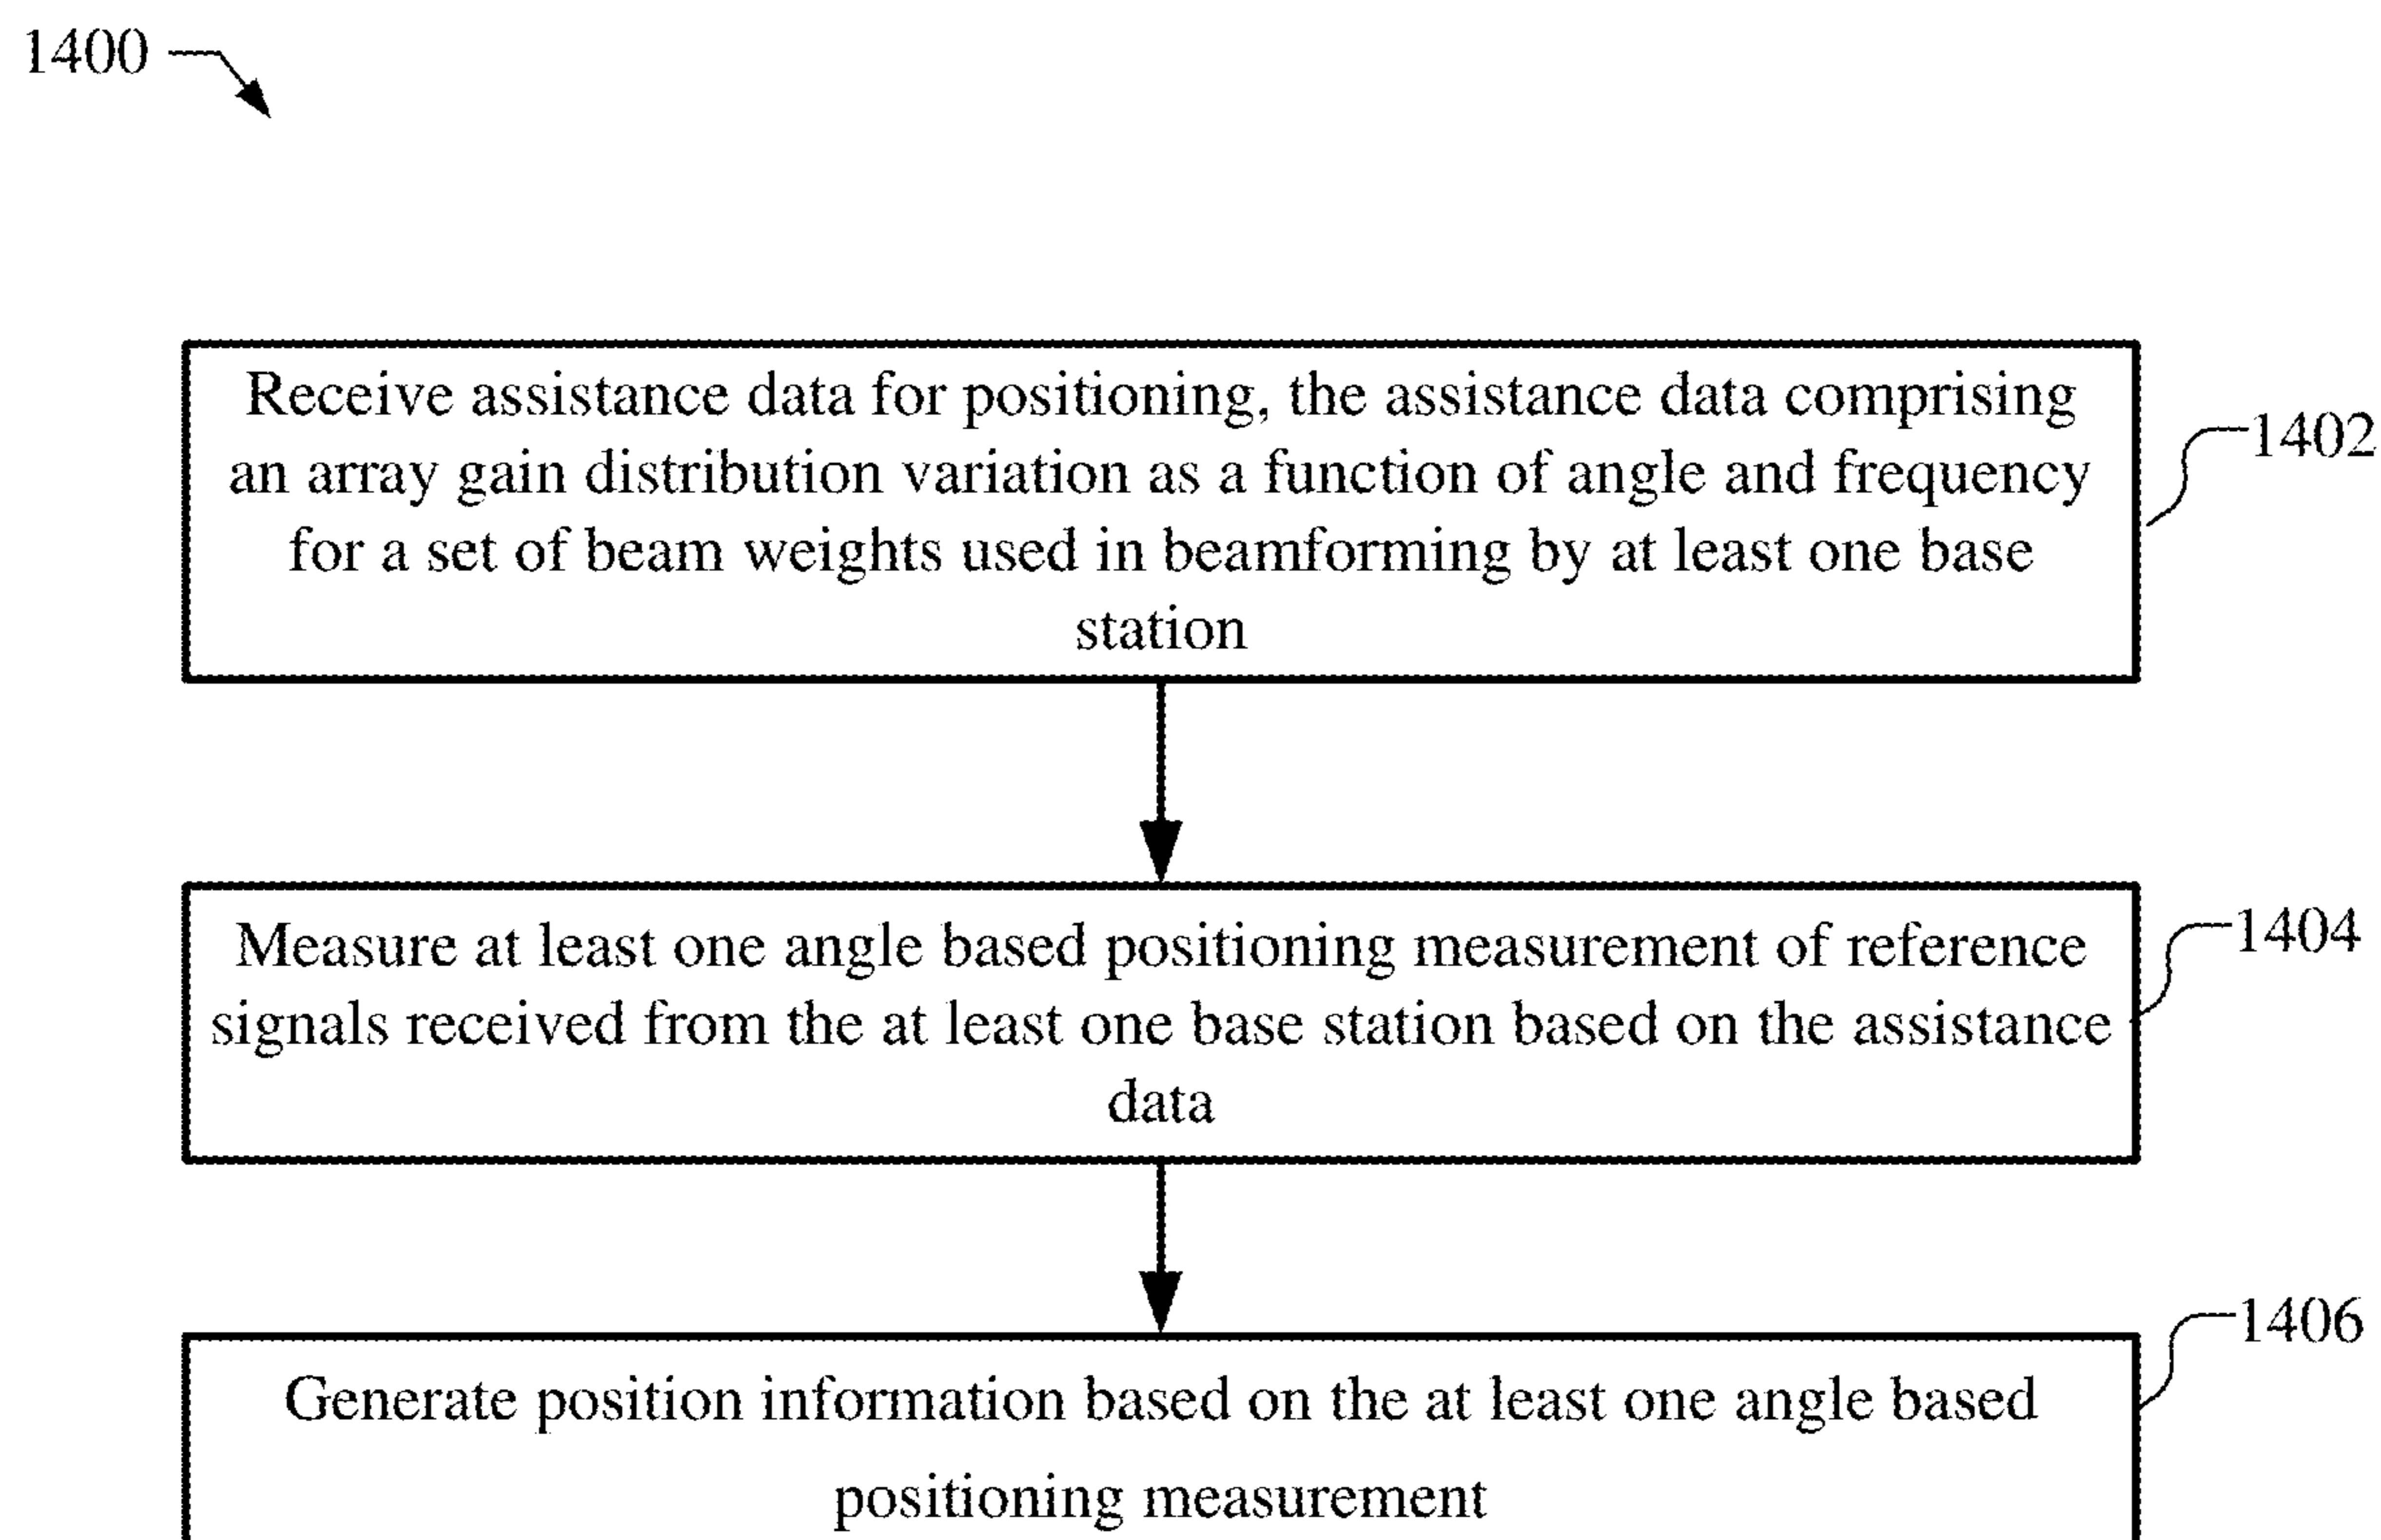 1400
Receive assistance data for positioning, the assistance data comprising
an array gain distribution variation as a function of angle and frequency
for a set of beam weights used in beamforming by at least one base
station
1402
Measure at least one angle based positioning measurement of reference
signals received from the at least one base station based on the assistance
data
1404
Generate position information based on the at least one angle based
positioning measurement
1406